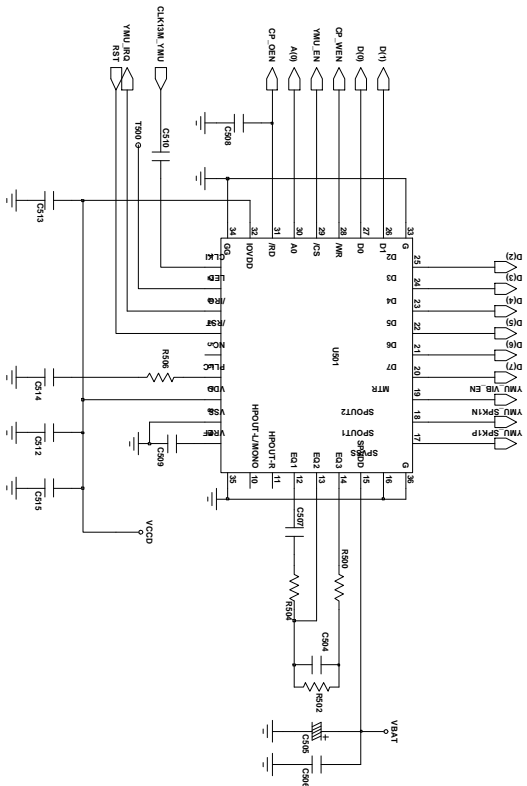 CLK13M_YMU
YMU_IRQ
RST
CP_OEN
A(0)
YMU_EN
CP_WEN
D(0)
D(1)
T500
C510
C508
C513
34
32
31
30
29
28
27
26
33
GG
IOVDD
/RD
A0
/CS
/WR
D0
D1
G
CLKI
LED
/IRQ
/RST
NC
5
PLLC
VDD
VSS
VREF
U501
D2
D3
D4
D5
D6
D7
MTR
SPOUT2
SPOUT1
SPVSS
SPVDD
25
24
23
22
21
20
19
18
17
D(2)
D(3)
D(4)
D(5)
D(6)
D(7)
YMU_VIB_EN
YMU_SPK1N
YMU_SPK1P
R506
C514
C512
C509
C515
HPOUT-L/MONO
HPOUT-R
EQ1
EQ2
EQ3
G
35
10
11
12
13
14
15
16
36
VCCD
C507
R504
R500
C504
R502
VBAT
+
C505
C506